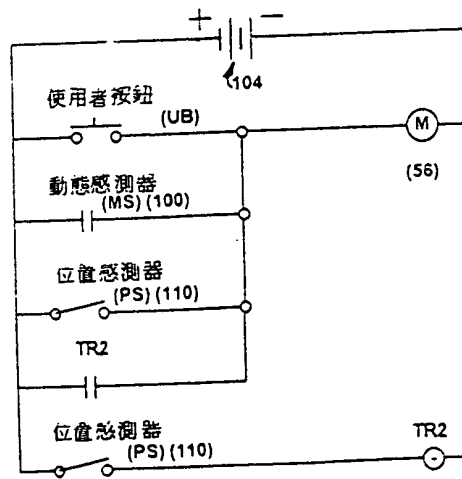 + −
104
使用者按鈕
(UB)
M
(56)
動態感測器
(MS) (100)
位置感測器
(PS) (110)
TR2
位置感測器
(PS) (110)
TR2